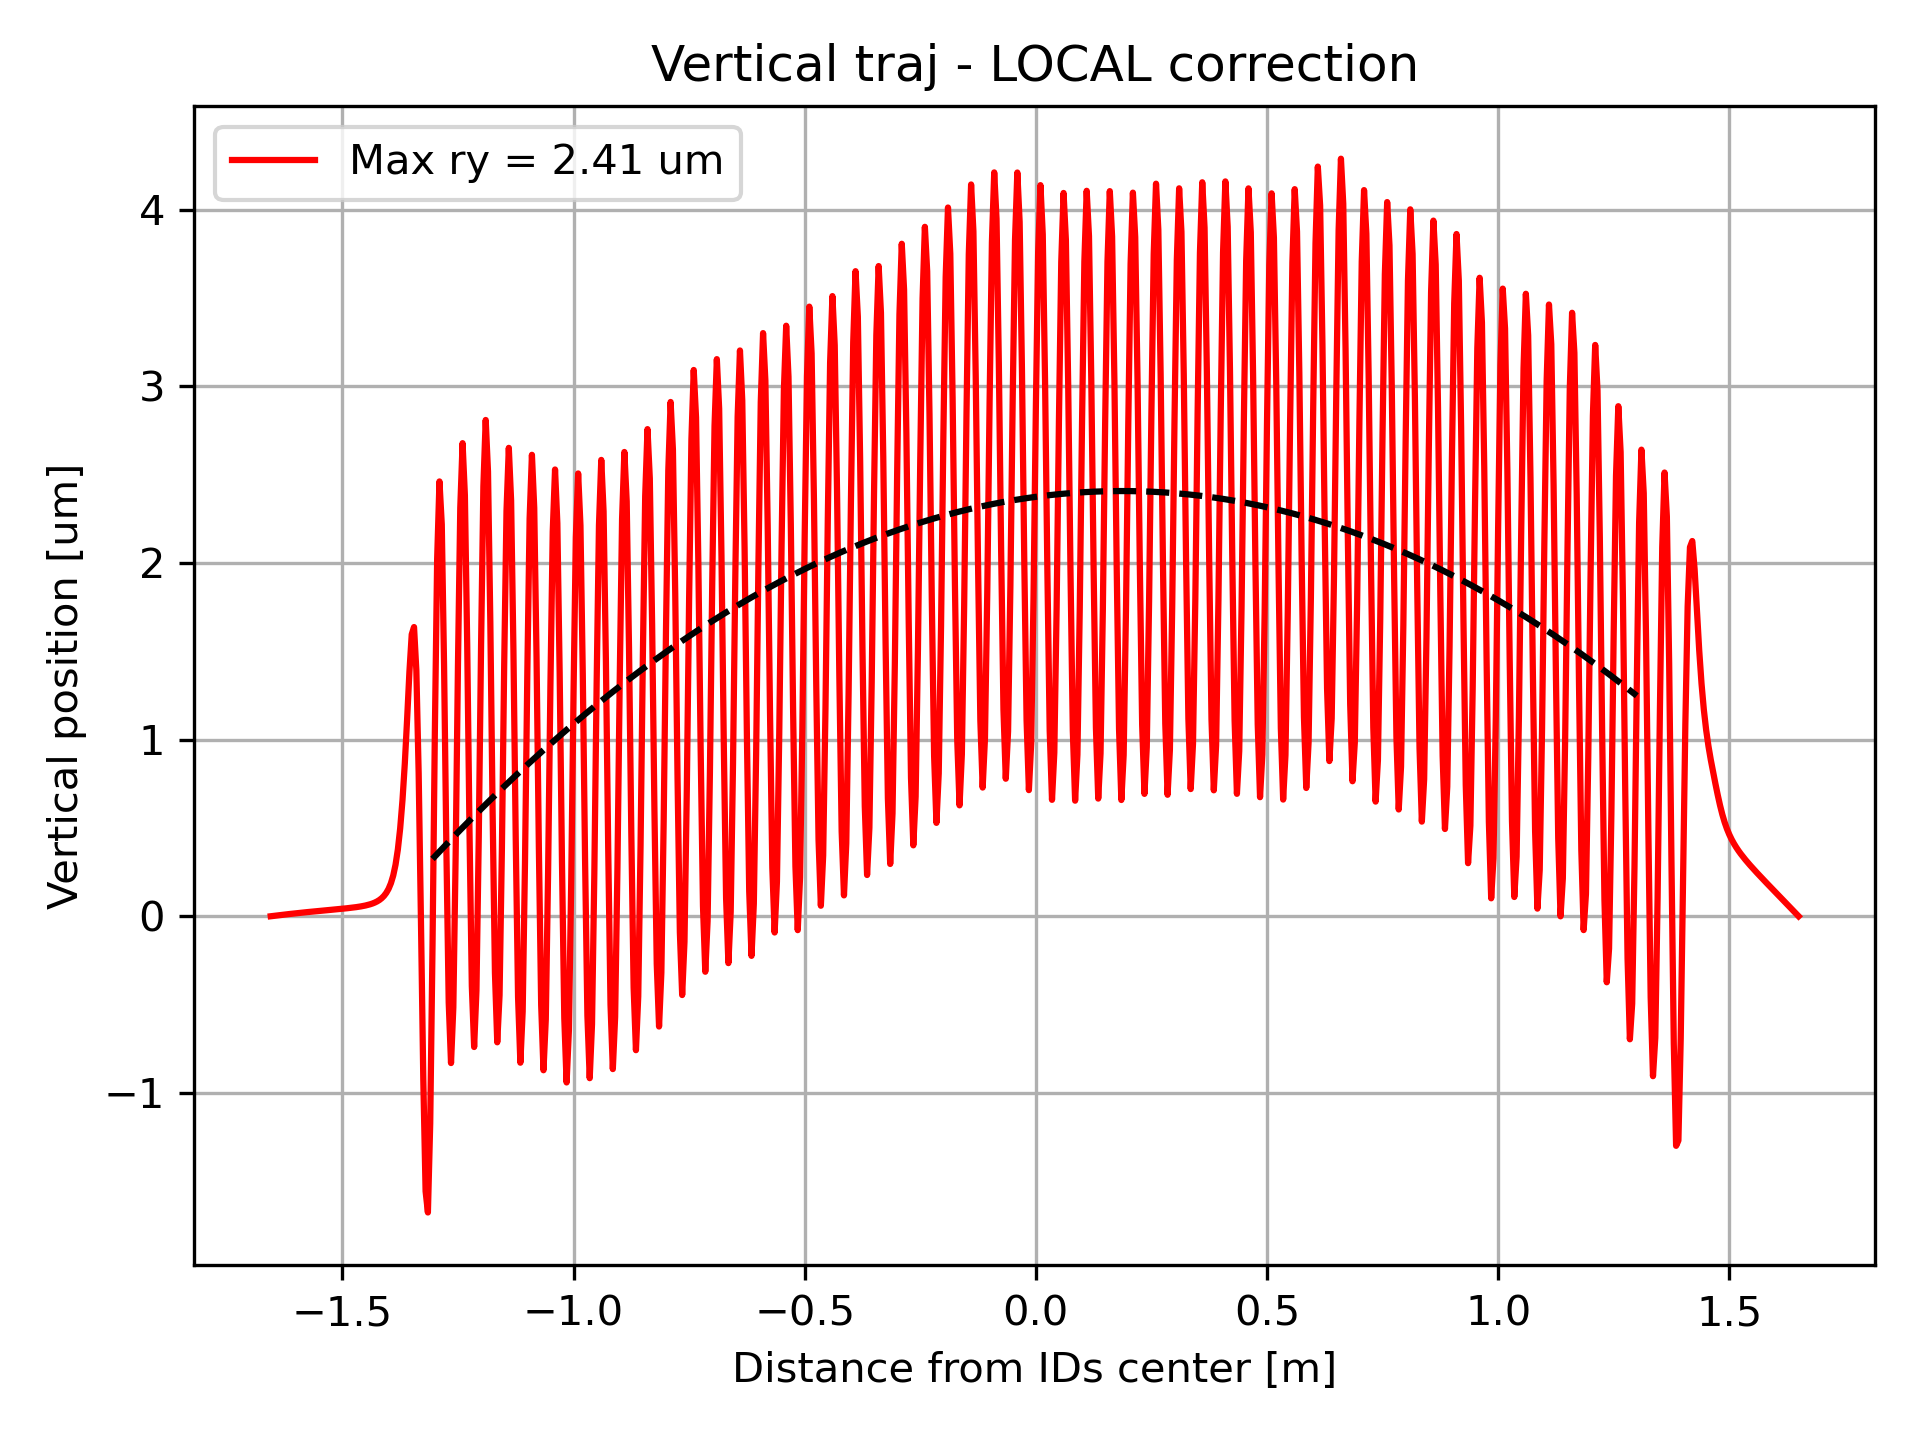 Vertical traj - LOCAL correction
Max ry = 2.41 um
Vertical position [um]
4
3
2
1
0
−1
−1.5 −1.0 −0.5 0.0 0.5 1.0 1.5
Distance from IDs center [m]